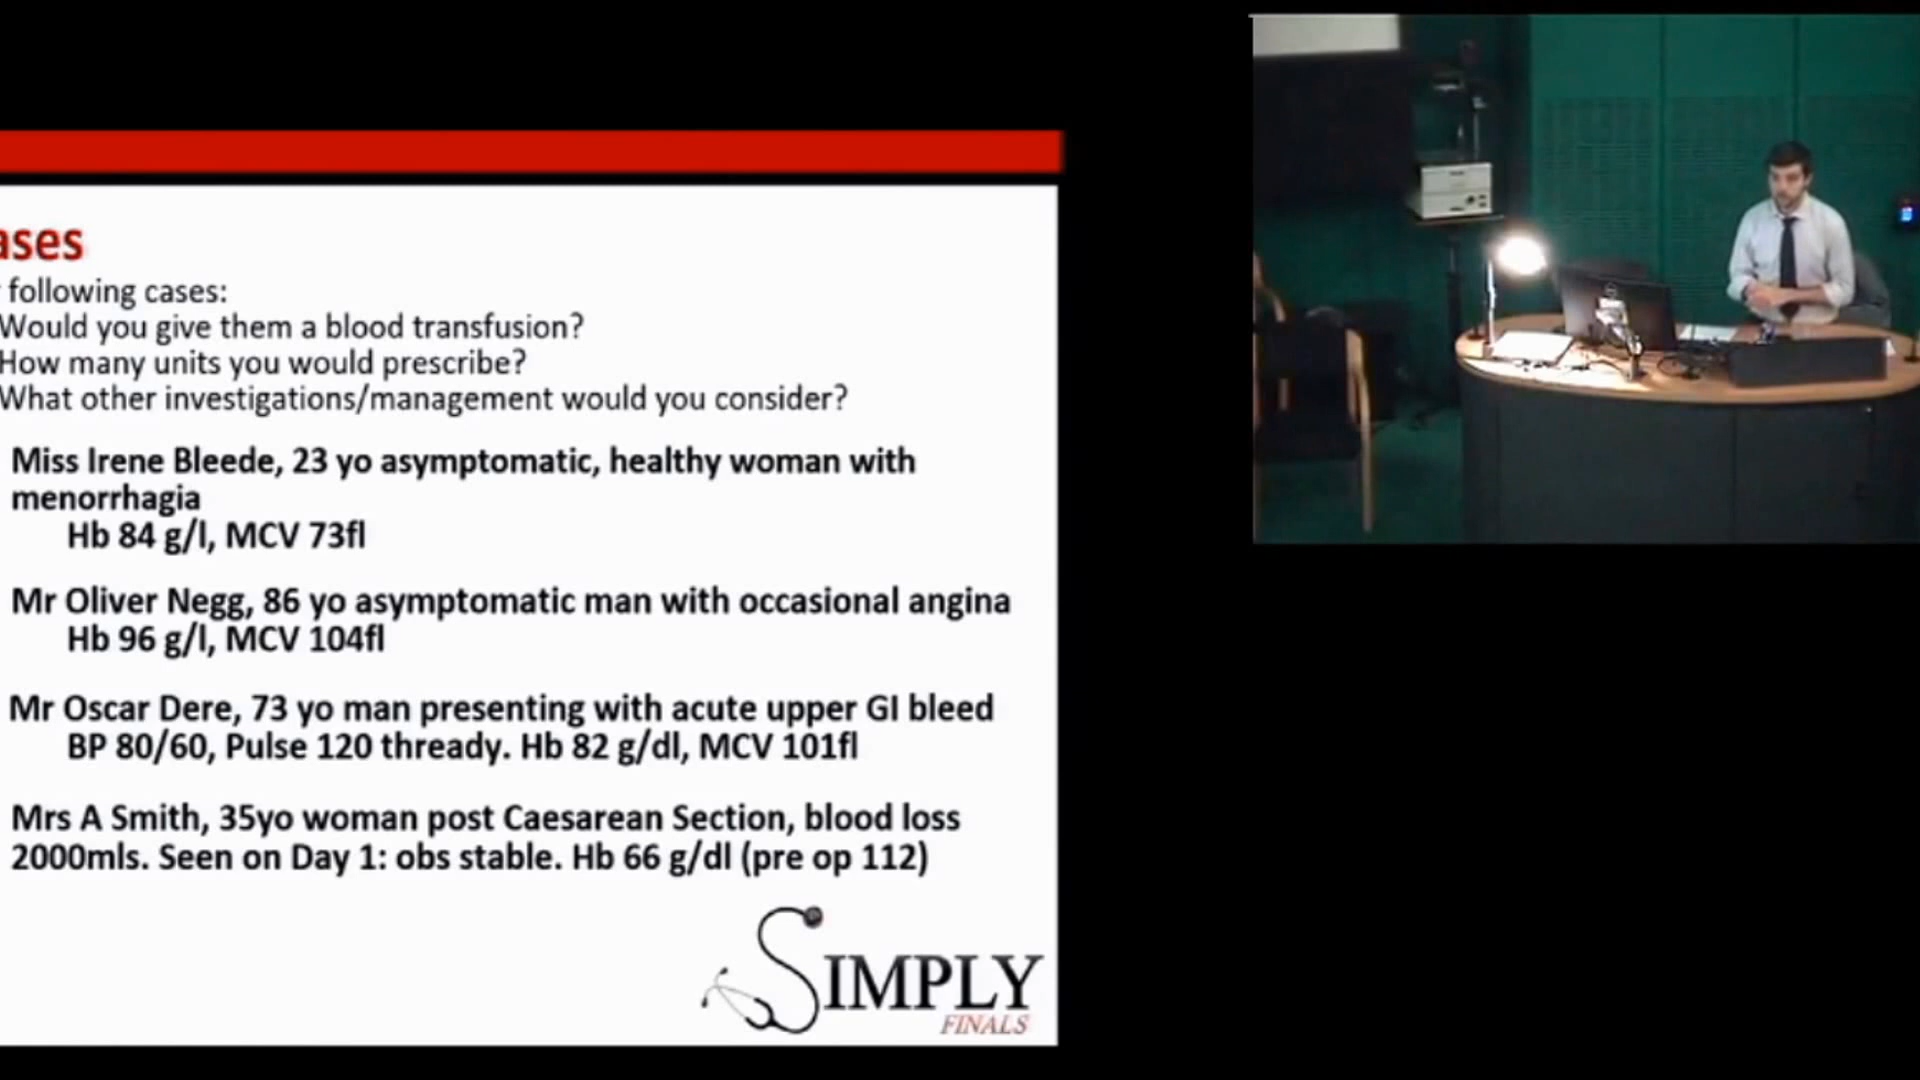 ases
following cases:
Would you give them a blood transfusion?
How many units you would prescribe?
What other investigations/management would you consider?
Miss Irene Bleede, 23 yo asymptomatic, healthy woman with
menorrhagia
Hb 84 g/l, MCV 73fl
Mr Oliver Negg, 86 yo asymptomatic man with occasional angina
Hb 96 g/l, MCV 104fl
Mr Oscar Dere, 73 yo man presenting with acute upper GI bleed
BP 80/60, Pulse 120 thready. Hb 82 g/dl, MCV 101fl
Mrs A Smith, 35yo woman post Caesarean Section, blood loss
2000mls. Seen on Day 1: obs stable. Hb 66 g/dl (pre op 112)
SIMPLY
FINALS